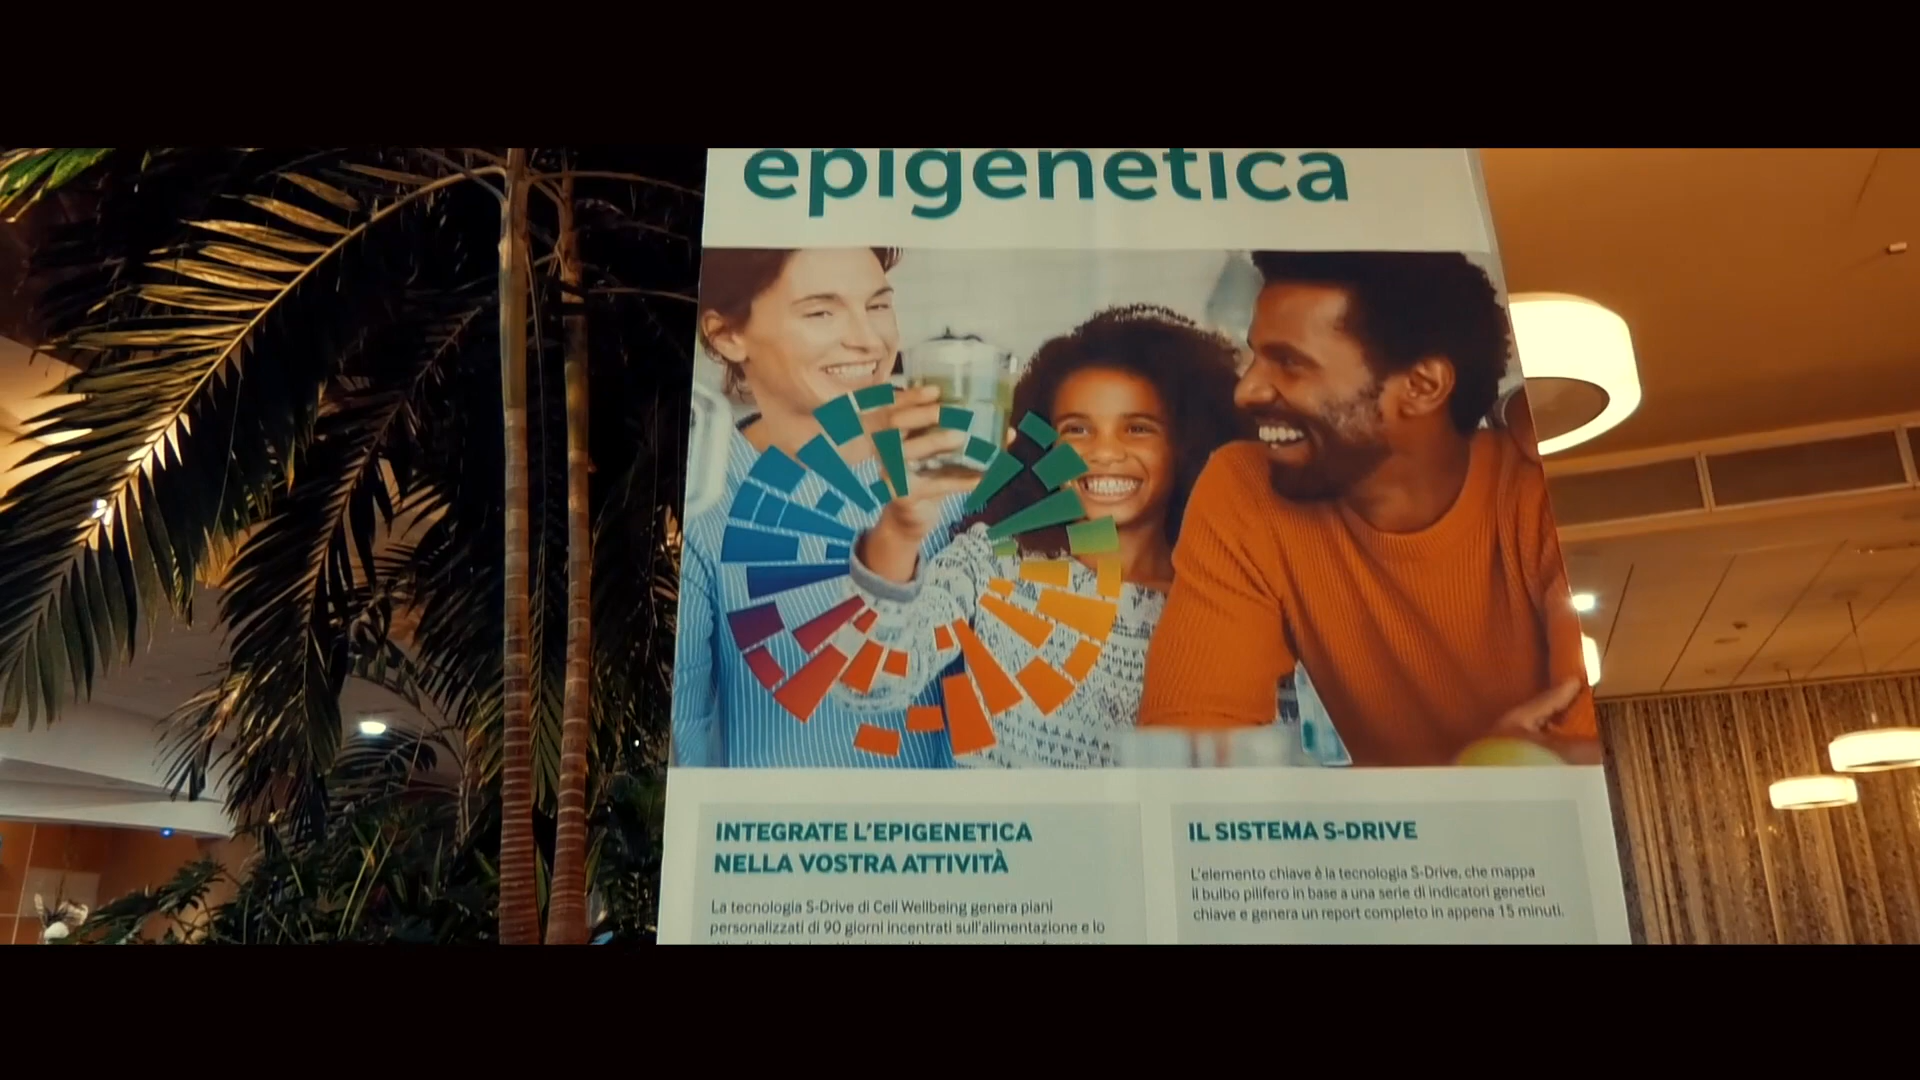 epigenetica
INTEGRATE L'EPIGENETICA
NELLA VOSTRA ATTIVITÀ
La tecnologia S-Drive di Cell Wellbeing genera piani
personalizzati di 90 giorni incentrati sull'alimentazione e lo
IL SISTEMA S-DRIVE
L'elemento chiave è la tecnologia S-Drive, che mappa
il bulbo pilifero in base a una serie di indicatori genetici
chiave e genera un report completo in appena 15 minuti.